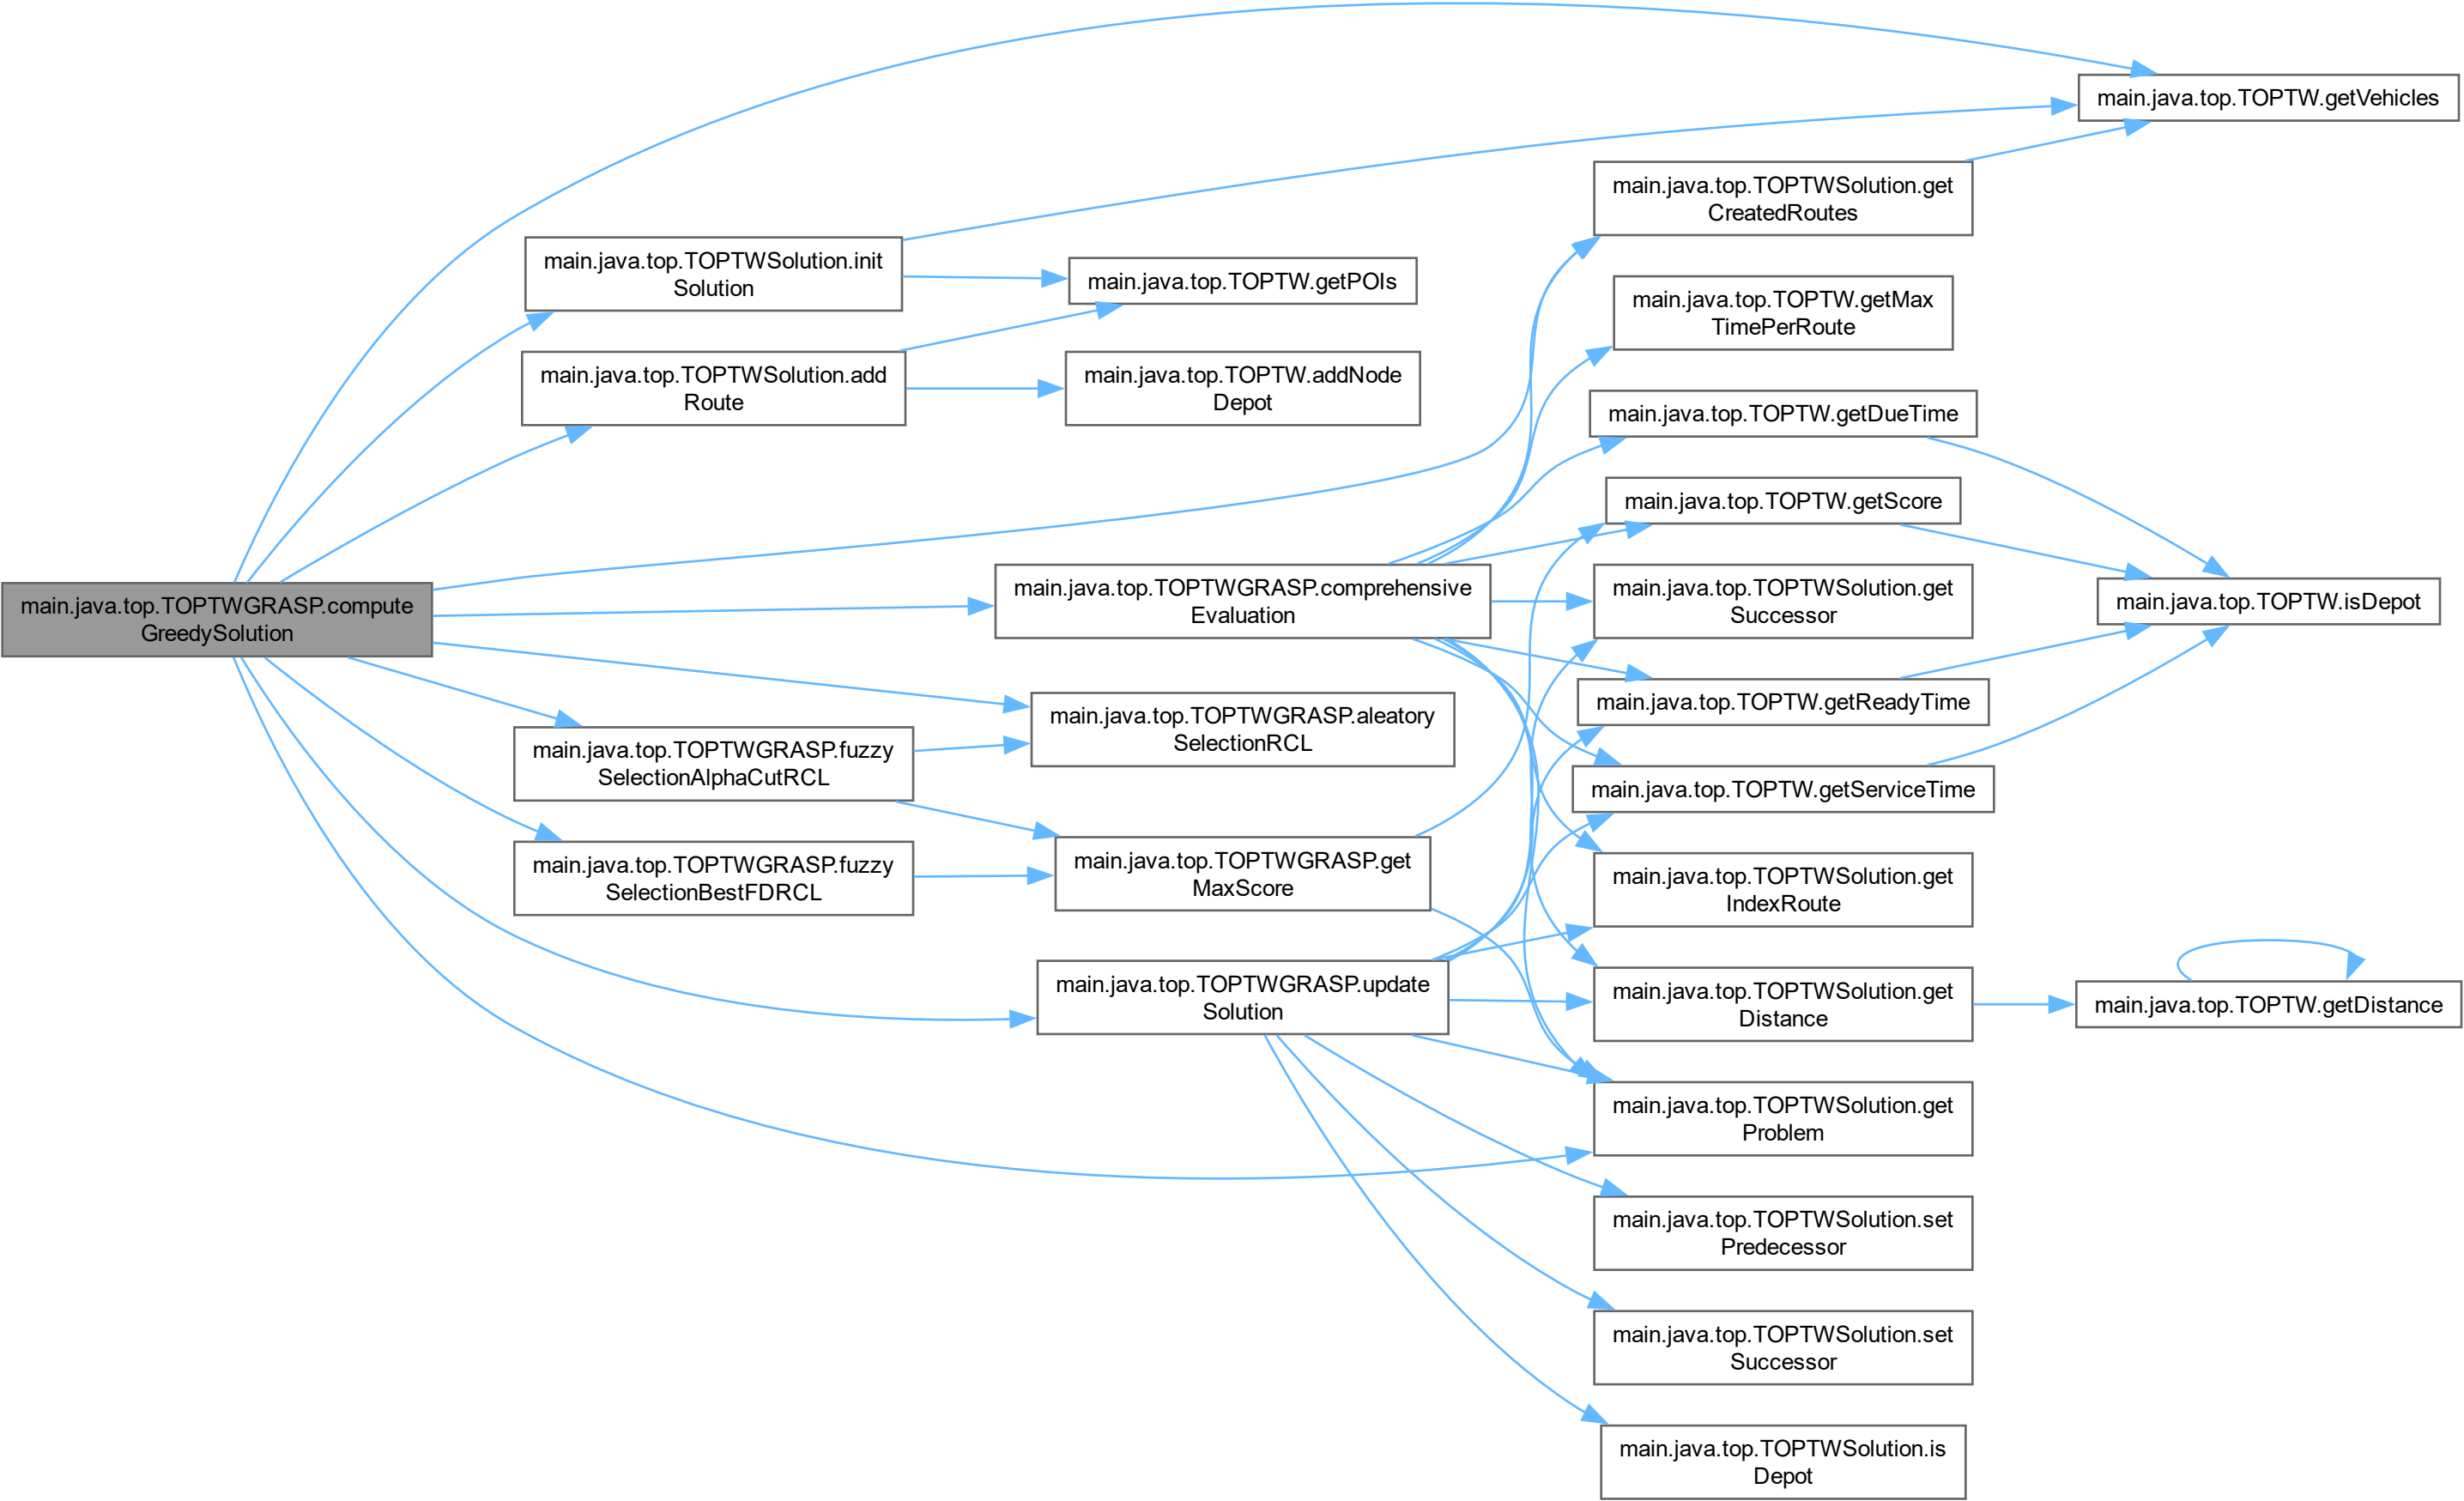 main.java.top.TOPTWGRASP.compute
GreedySolution
main.java.top.TOPTWSolution.init
Solution
main.java.top.TOPTWSolution.add
Route
main.java.top.TOPTWGRASP.fuzzy
SelectionAlphaCutRCL
main.java.top.TOPTWGRASP.fuzzy
SelectionBestFDRCL
main.java.top.TOPTW.getPOIs
main.java.top.TOPTW.addNode
Depot
main.java.top.TOPTWGRASP.comprehensive
Evaluation
main.java.top.TOPTWGRASP.aleatory
SelectionRCL
main.java.top.TOPTWGRASP.get
MaxScore
main.java.top.TOPTWGRASP.update
Solution
main.java.top.TOPTWSolution.get
CreatedRoutes
main.java.top.TOPTW.getMax
TimePerRoute
main.java.top.TOPTW.getDueTime
main.java.top.TOPTW.getScore
main.java.top.TOPTWSolution.get
Successor
main.java.top.TOPTW.getReadyTime
main.java.top.TOPTW.getServiceTime
main.java.top.TOPTWSolution.get
IndexRoute
main.java.top.TOPTWSolution.get
Distance
main.java.top.TOPTWSolution.get
Problem
main.java.top.TOPTWSolution.set
Predecessor
main.java.top.TOPTWSolution.set
Successor
main.java.top.TOPTWSolution.is
Depot
main.java.top.TOPTW.getVehicles
main.java.top.TOPTW.isDepot
main.java.top.TOPTW.getDistance